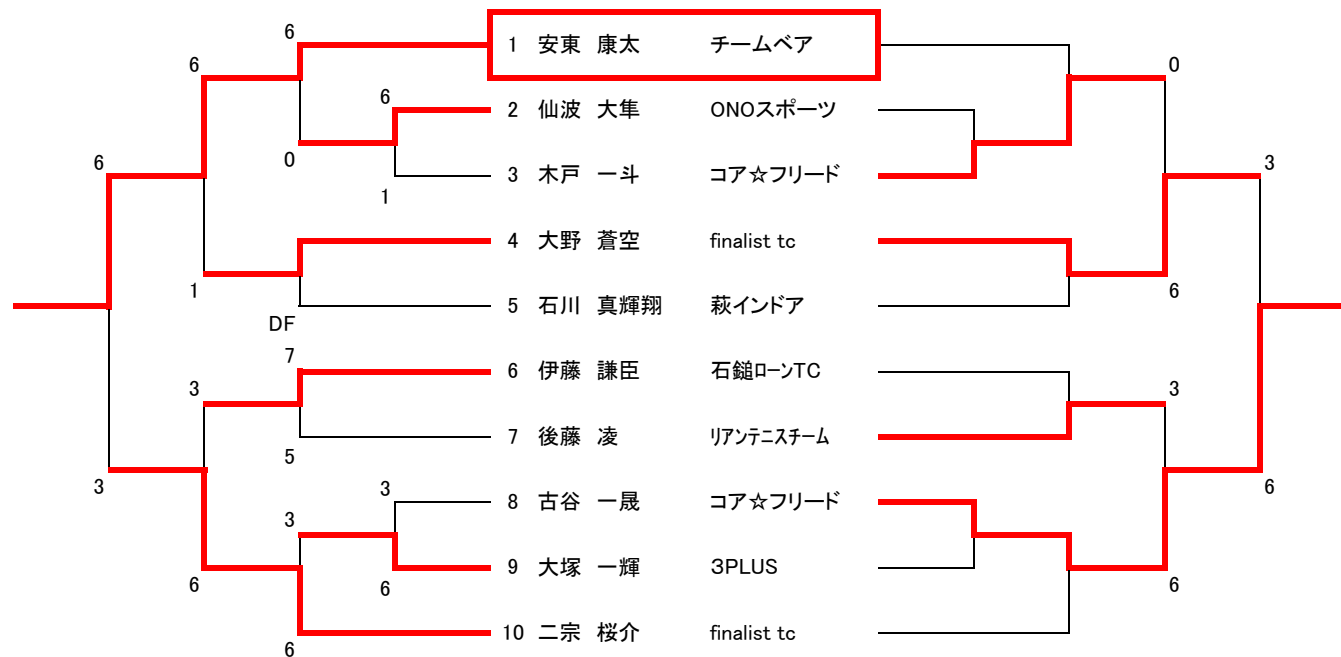 6
1 安東 康太 チームベア
6 0
6
2 仙波 大隼 ONOスポーツ
6 0 3
3 木戸 一斗 コア☆フリード
1
4 大野 蒼空 finalist tc
1 6
5 石川 真輝翔 萩インドア
DF
7
6 伊藤 謙臣 石鎚ローンTC
3 3
7 後藤 凌 リアンテニスチーム
5
3 3 6
8 古谷 一晟 コア☆フリード
3
9 大塚 一輝 3PLUS
6 6 6
10 二宗 桜介 finalist tc
6